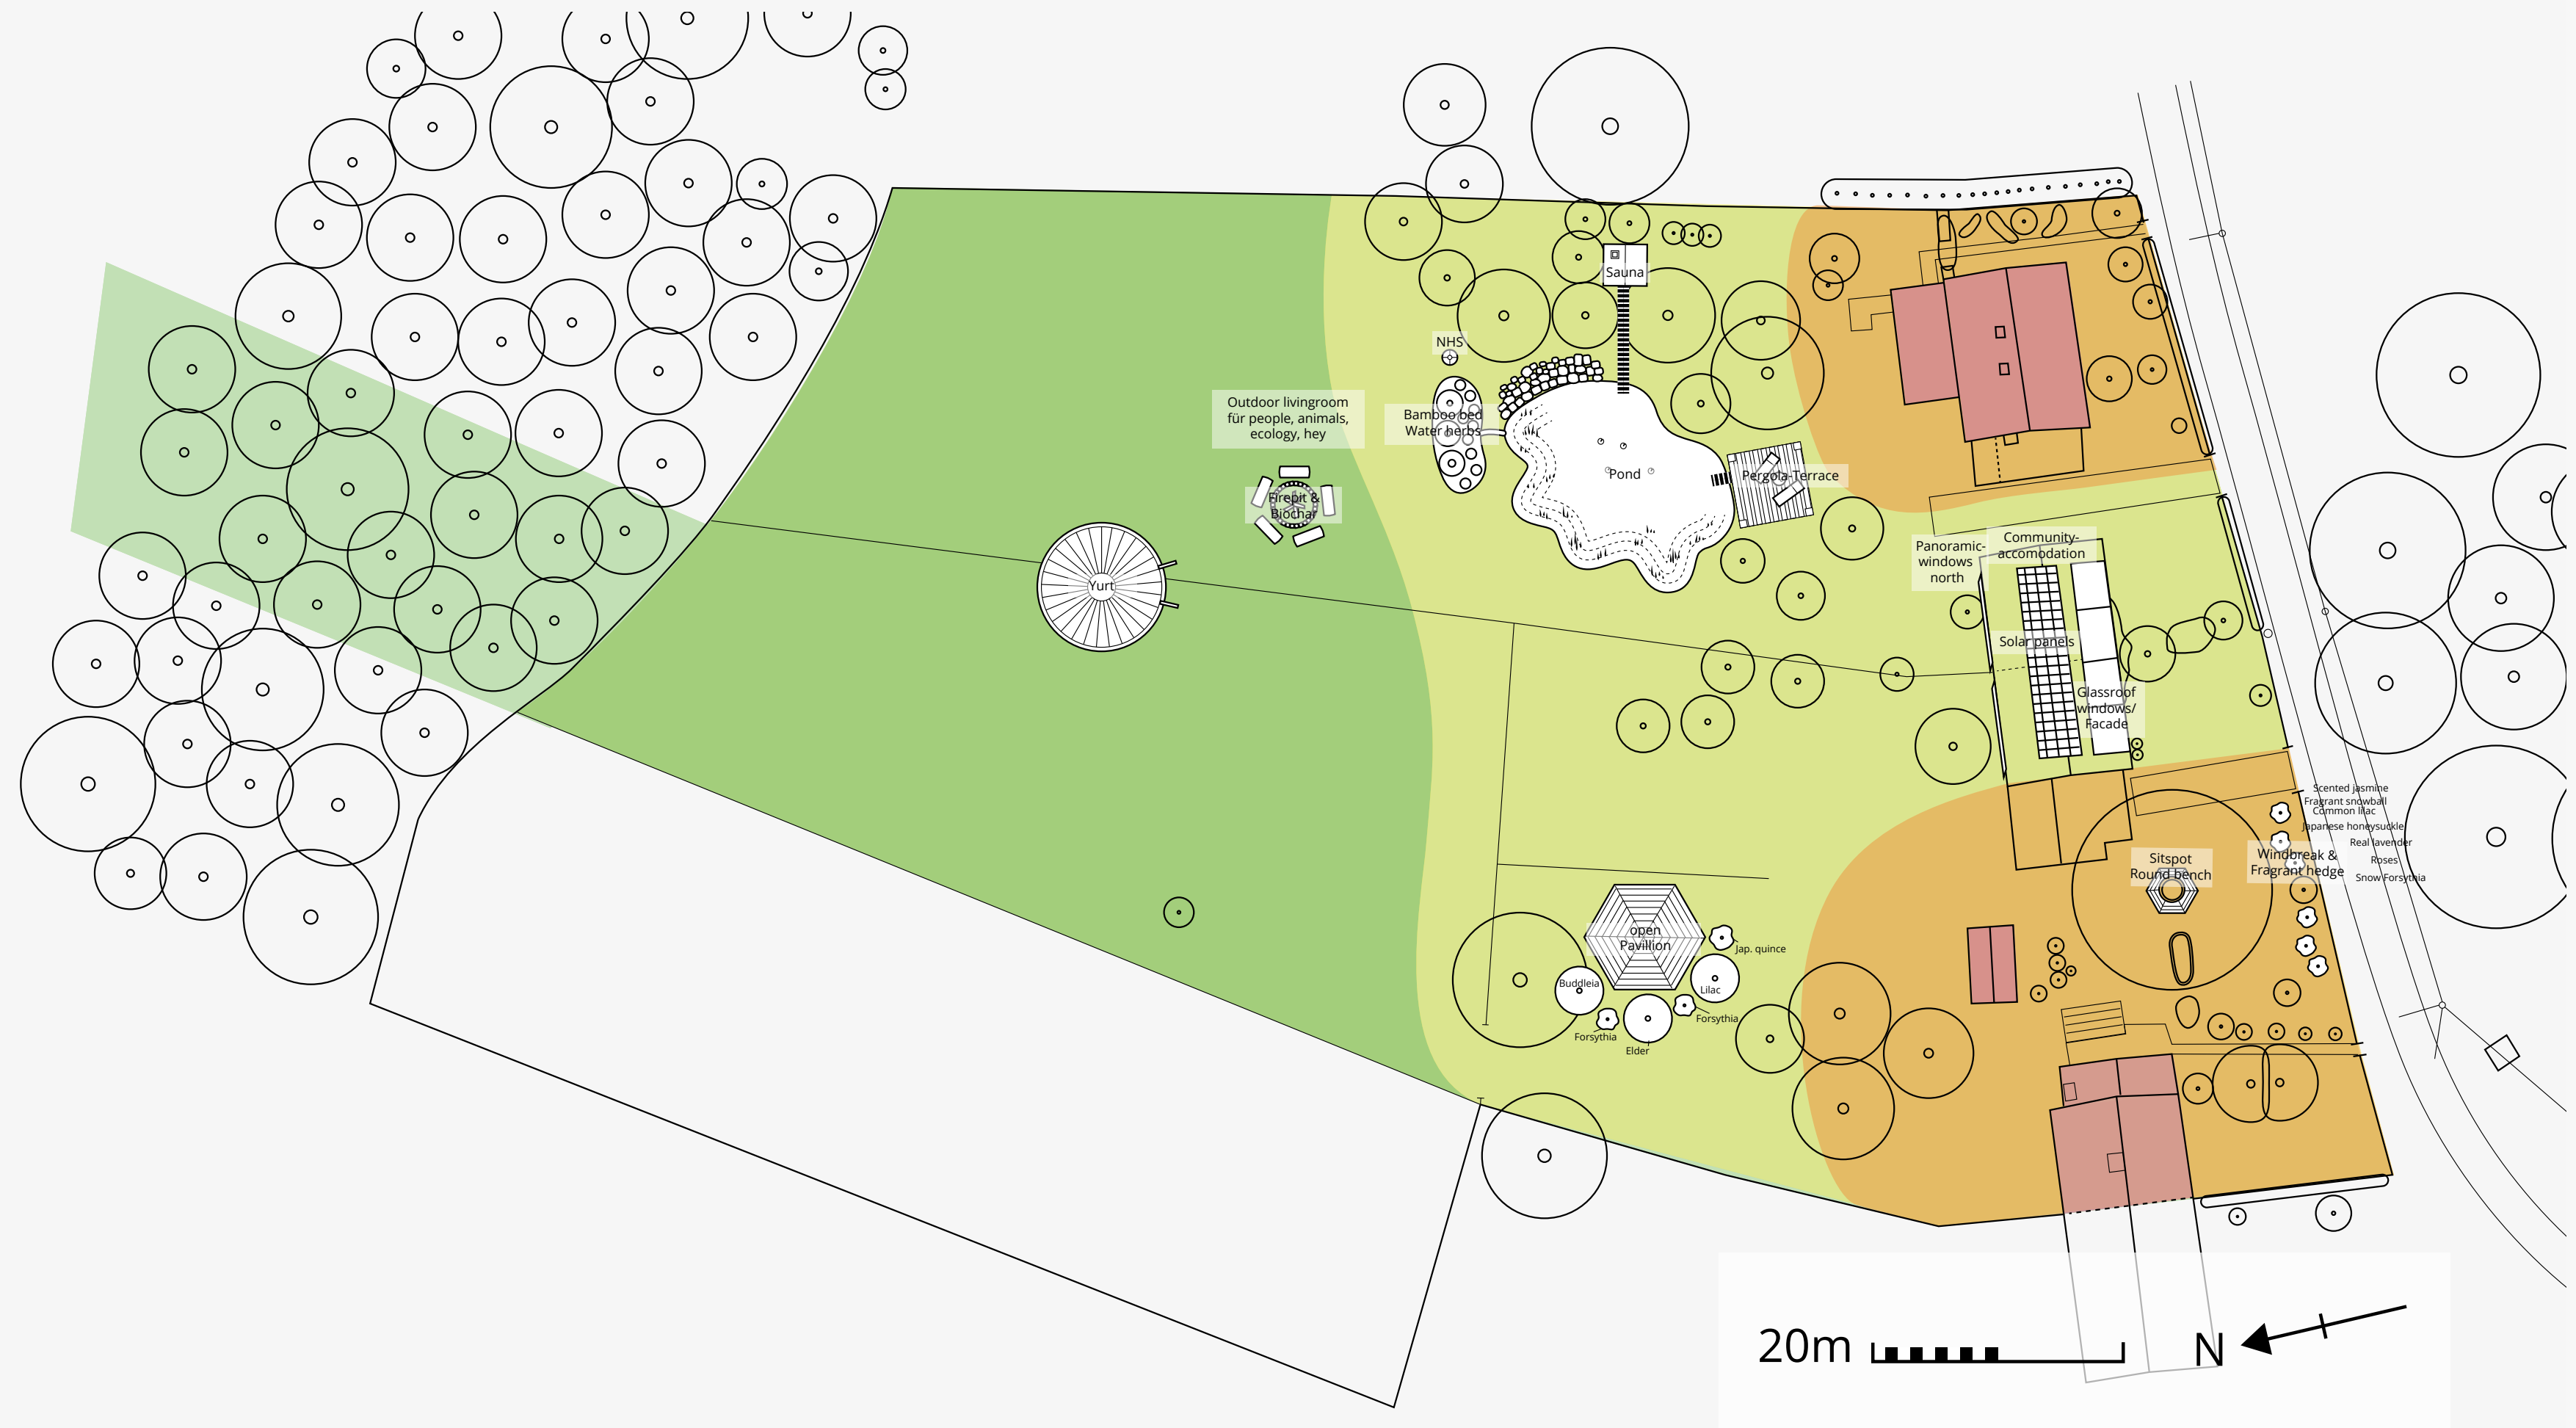 Sauna
NHS
Outdoor livingroom
für people, animals,
ecology, hey
Bamboo bed
Water herbs
Pond
Pergola-Terrace
Firepit &
Biochar
Yurt
Panoramic-
windows
north
Community-
accomodation
Solar panels
Glassroof
windows/
Facade
Scented jasmine
Fragrant snowball
Common lilac
Japanese honeysuckle
Real lavender
Roses
Snow Forsythia
Windbreak &
Fragrant hedge
Sitspot
Round bench
open
Pavillion
Jap. quince
Buddleia
Lilac
Forsythia
Forsythia
Elder
20m
N